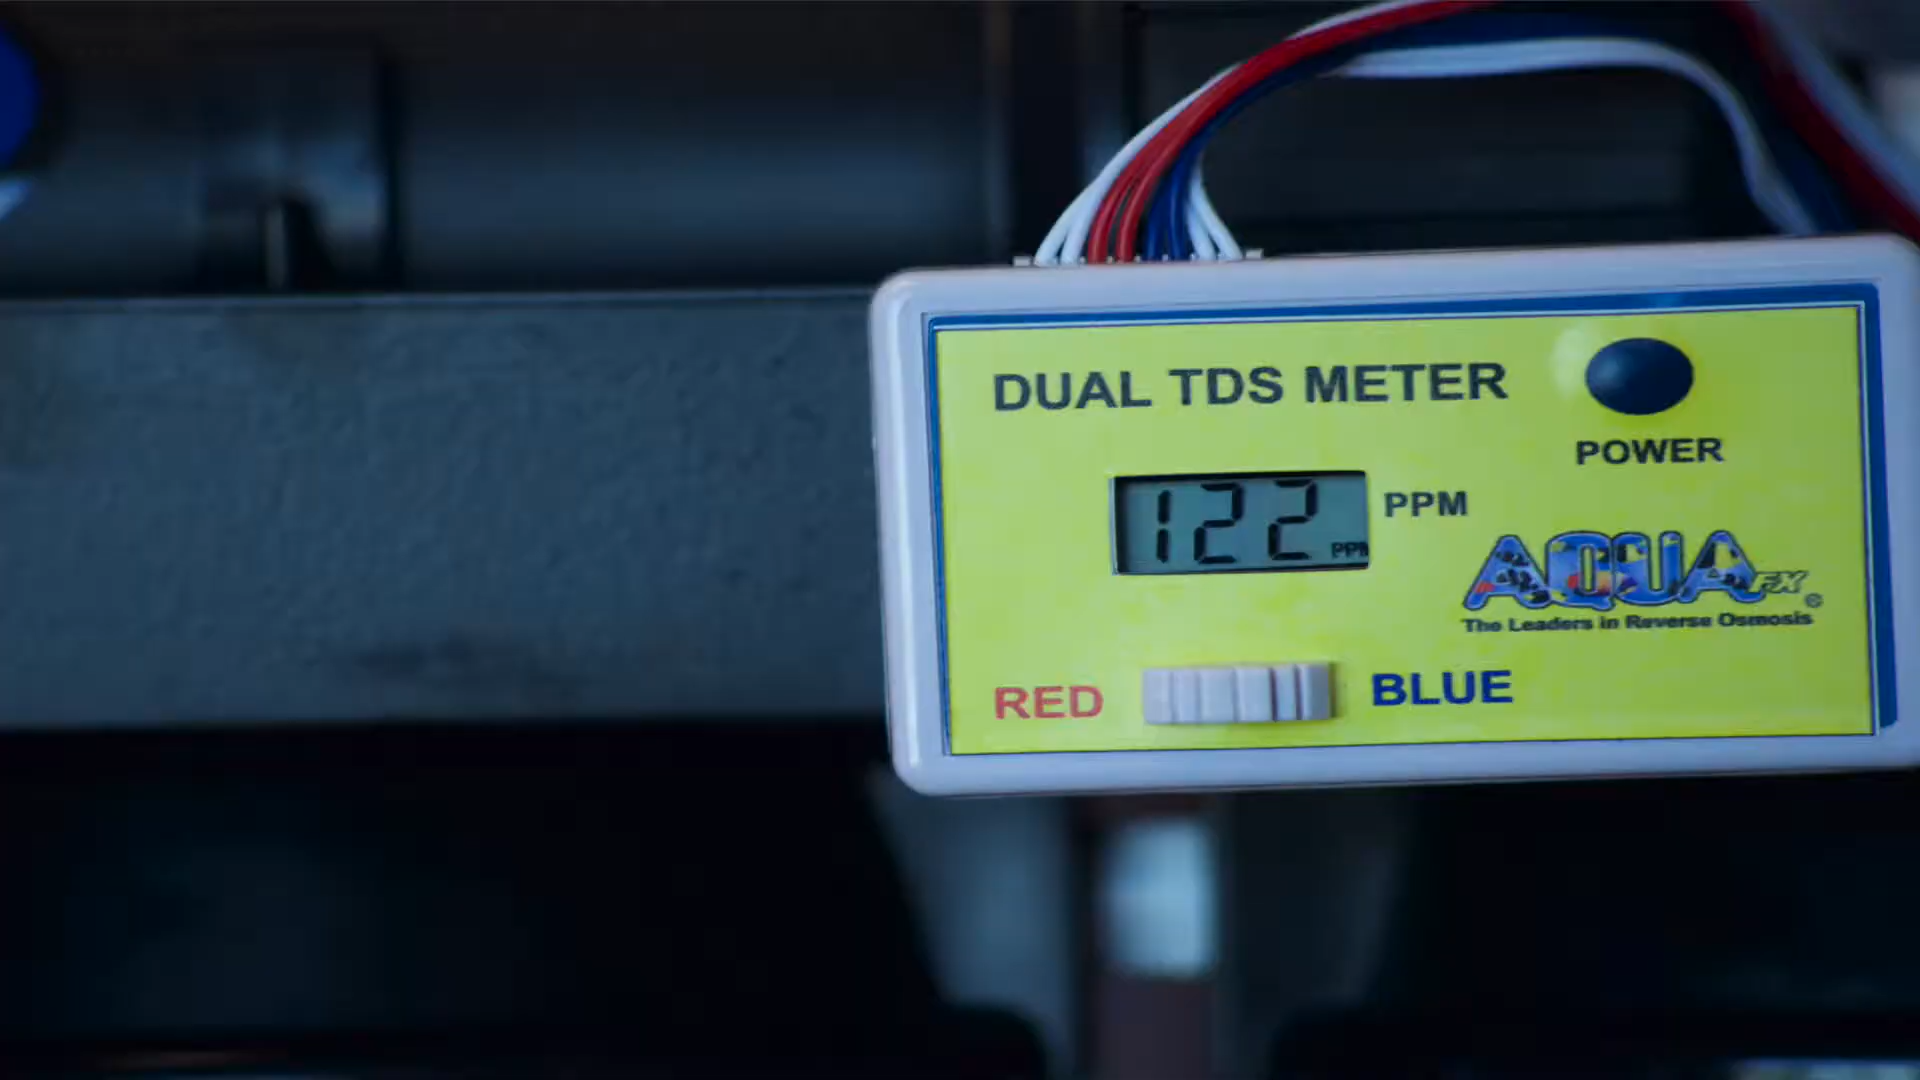 DUAL TDS METER
POWER
122 PPM
PPM
AQUA FX®
The Leaders in Reverse Osmosis
RED
BLUE